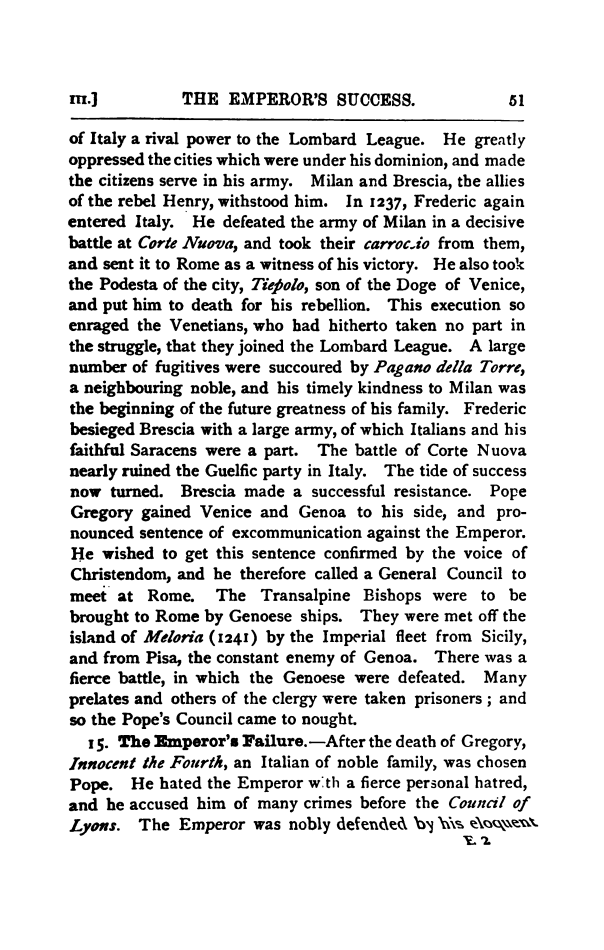 III.] THE EMPEROR'S SUCCESS. 51
of Italy a rival power to the Lombard League. He greatly
oppressed the cities which were under his dominion, and made
the citizens serve in his army. Milan and Brescia, the allies
of the rebel Henry, withstood him. In 1237, Frederic again
entered Italy. He defeated the army of Milan in a decisive
battle at Corte Nuova, and took their carroc.io from them,
and sent it to Rome as a witness of his victory. He also took
the Podesta of the city, Tiepolo, son of the Doge of Venice,
and put him to death for his rebellion. This execution so
enraged the Venetians, who had hitherto taken no part in
the struggle, that they joined the Lombard League. A large
number of fugitives were succoured by Pagano della Torre,
a neighbouring noble, and his timely kindness to Milan was
the beginning of the future greatness of his family. Frederic
besieged Brescia with a large army, of which Italians and his
faithful Saracens were a part. The battle of Corte Nuova
nearly ruined the Guelfic party in Italy. The tide of success
now turned. Brescia made a successful resistance. Pope
Gregory gained Venice and Genoa to his side, and pro-
nounced sentence of excommunication against the Emperor.
He wished to get this sentence confirmed by the voice of
Christendom, and he therefore called a General Council to
meet at Rome. The Transalpine Bishops were to be
brought to Rome by Genoese ships. They were met off the
island of Meloria (1241) by the Imperial fleet from Sicily,
and from Pisa, the constant enemy of Genoa. There was a
fierce battle, in which the Genoese were defeated. Many
prelates and others of the clergy were taken prisoners; and
so the Pope's Council came to nought.
15. The Emperor's Failure.—After the death of Gregory,
Innocent the Fourth, an Italian of noble family, was chosen
Pope. He hated the Emperor with a fierce personal hatred,
and he accused him of many crimes before the Council of
Lyons. The Emperor was nobly defended by his eloquent
E 2